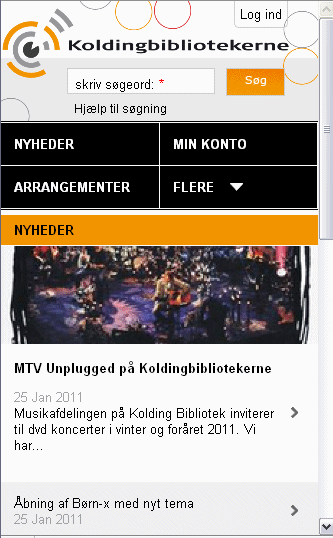 Log ind
Koldingbibliotekerne
skriv søgeord: *
Søg
Hjælp til søgning
NYHEDER
MIN KONTO
ARRANGEMENTER
FLERE
NYHEDER
MTV Unplugged på Koldingbibliotekerne
25 Jan 2011
Musikafdelingen på Kolding Bibliotek inviterer
til dvd koncerter i vinter og foråret 2011. Vi
har...
Åbning af Børn-x med nyt tema
25 Jan 2011